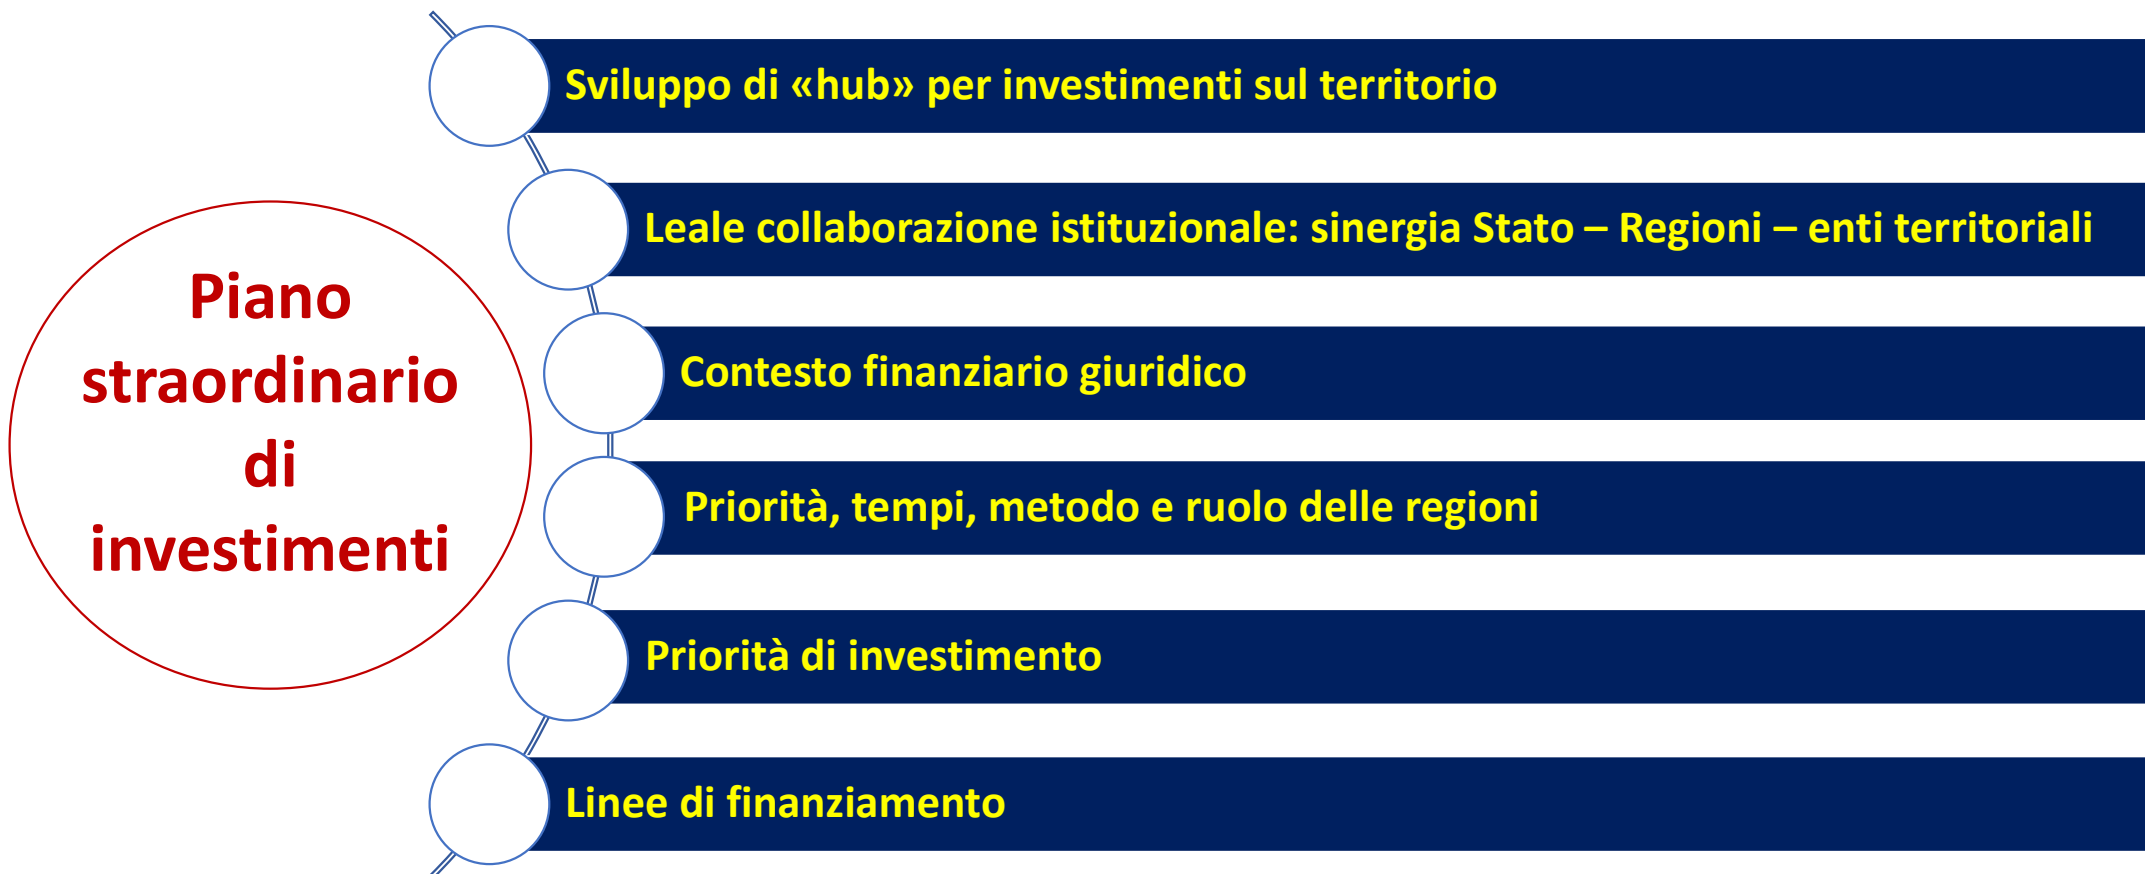 Piano
straordinario
di
investimenti
Sviluppo di «hub» per investimenti sul territorio
Leale collaborazione istituzionale: sinergia Stato – Regioni – enti territoriali
Contesto finanziario giuridico
Priorità, tempi, metodo e ruolo delle regioni
Priorità di investimento
Linee di finanziamento